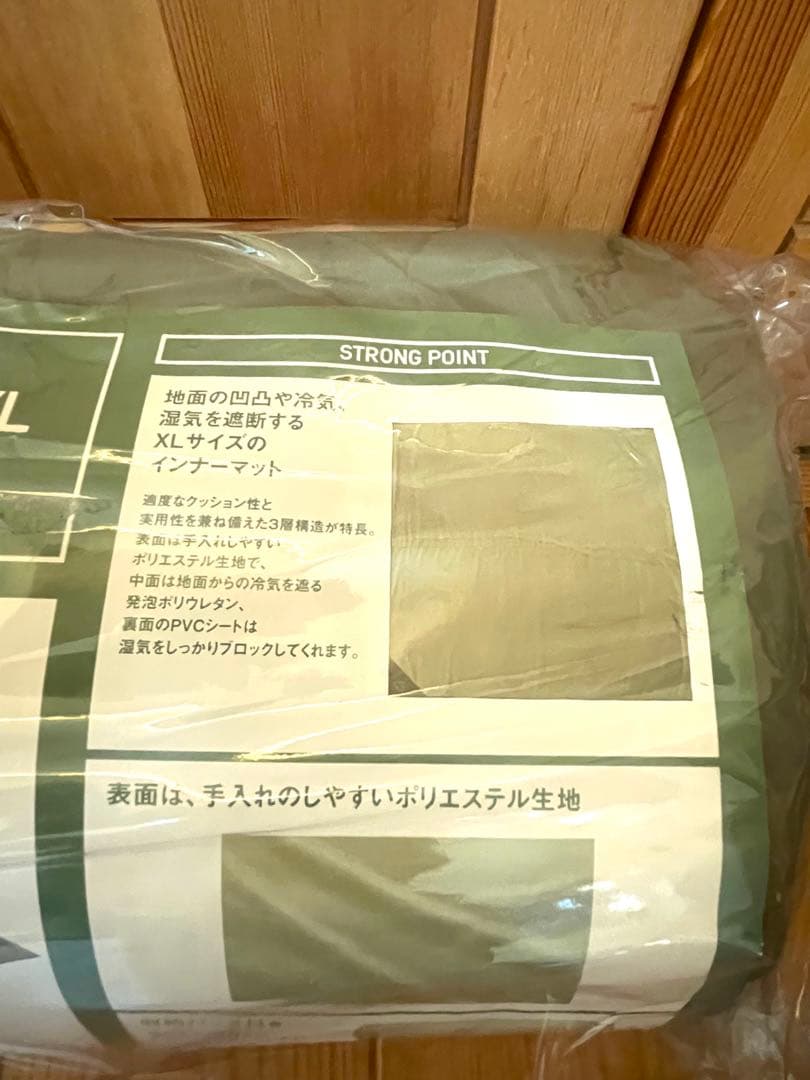 STRONG POINT
地面の凹凸や冷気、
湿気を遮断する
XLサイズの
インナーマット
適度なクッション性と
実用性を兼ね備えた3層構造が特長。
表面は手入れしやすい
ポリエステル生地で、
中面は地面からの冷気を遮る
発泡ポリウレタン、
裏面のPVCシートは
湿気をしっかりブロックしてくれます。
表面は、手入れのしやすいポリエステル生地